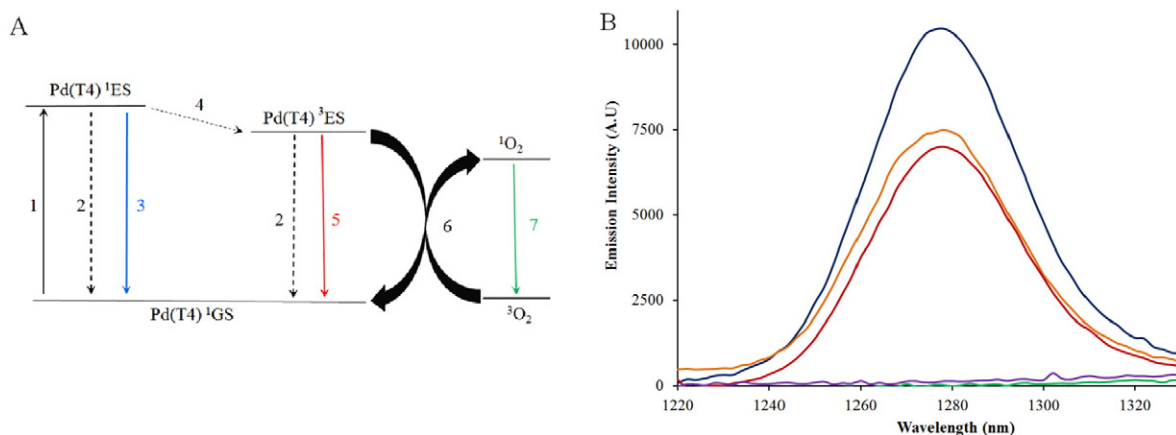 A
Pd(T4) ¹ES
4
Pd(T4) ³ES
¹O₂
1
2
3
2
5
6
7
Pd(T4) ¹GS
³O₂
B
10000
7500
5000
2500
0
Emission Intensity (A.U)
1220
1240
1260
1280
1300
1320
Wavelength (nm)